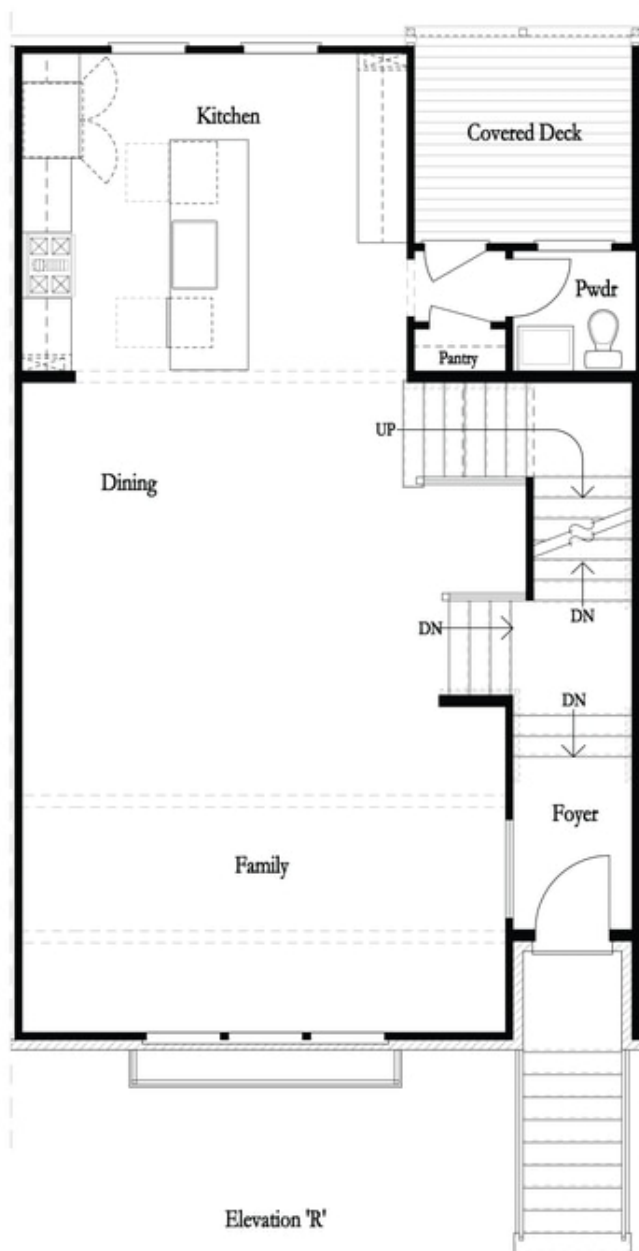 Kitchen
Covered Deck
Pwdr
Pantry
UP
Dining
DN
DN
DN
Foyer
Family
Elevation 'R'